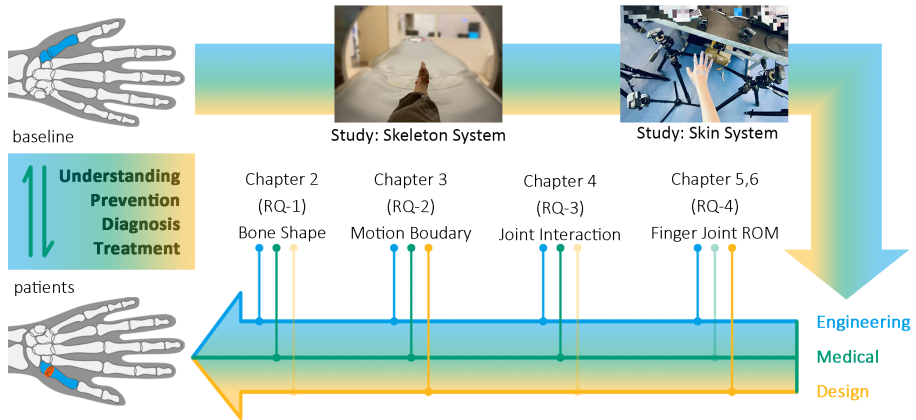 baseline
Study: Skeleton System
Study: Skin System
Understanding
Prevention
Diagnosis
Treatment
patients
Chapter 2
(RQ-1)
Bone Shape
Chapter 3
(RQ-2)
Motion Boudary
Chapter 4
(RQ-3)
Joint Interaction
Chapter 5,6
(RQ-4)
Finger Joint ROM
Engineering
Medical
Design